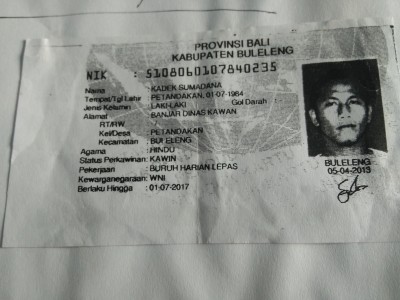 PROVINSI BALI
KABUPATEN BULELENG
NIK : 5108060107840235
Nama : KADEK SUMADANA
Tempat/Tgl Lahir : PETANDAKAN, 01-07-1984
Jenis Kelamin : LAKI-LAKI Gol Darah :
Alamat : BANJAR DINAS KAWAN
RT/RW :
Kel/Desa : PETANDAKAN
Kecamatan : BULELENG
Agama : HINDU
Status Perkawinan: KAWIN
Pekerjaan : BURUH HARIAN LEPAS
Kewarganegaraan: WNI
Berlaku Hingga : 01-07-2017
BULELENG
05-04-2013